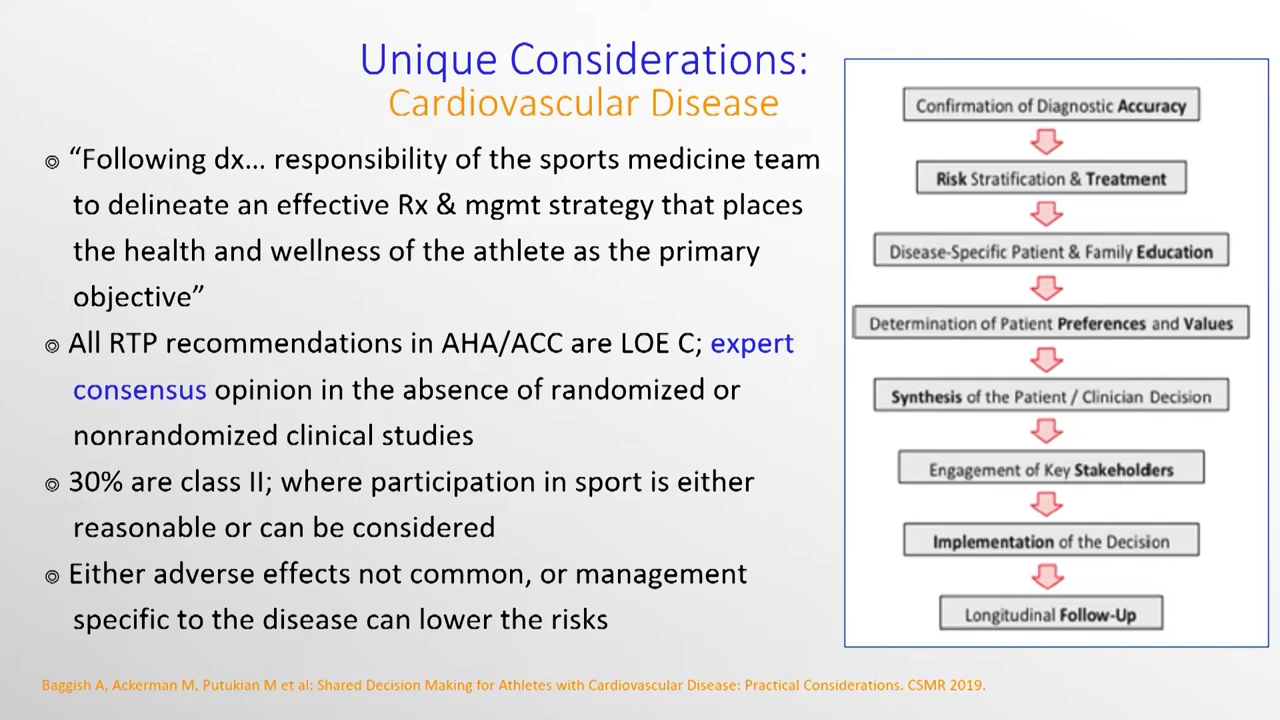 Unique Considerations:
Cardiovascular Disease
“Following dx... responsibility of the sports medicine team
to delineate an effective Rx & mgmt strategy that places
the health and wellness of the athlete as the primary
objective”
All RTP recommendations in AHA/ACC are LOE C; expert
consensus opinion in the absence of randomized or
nonrandomized clinical studies
30% are class II; where participation in sport is either
reasonable or can be considered
Either adverse effects not common, or management
specific to the disease can lower the risks
Confirmation of Diagnostic Accuracy
Risk Stratification & Treatment
Disease-Specific Patient & Family Education
Determination of Patient Preferences and Values
Synthesis of the Patient / Clinician Decision
Engagement of Key Stakeholders
Implementation of the Decision
Longitudinal Follow-Up
Baggish A, Ackerman M, Putukian M et al: Shared Decision Making for Athletes with Cardiovascular Disease: Practical Considerations. CSMR 2019.